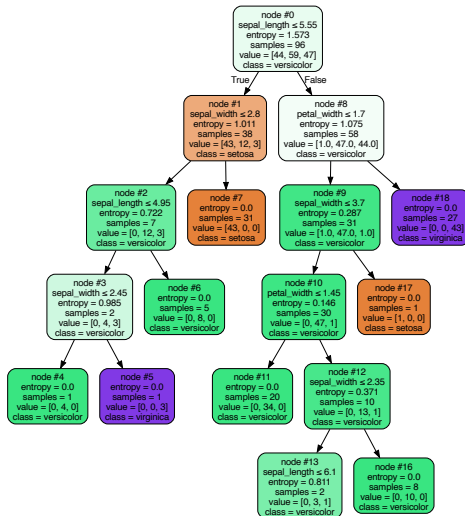 node #0
sepal_length ≤ 5.55
entropy = 1.573
samples = 96
value = [44, 59, 47]
class = versicolor
True
False
node #1
sepal_width ≤ 2.8
entropy = 1.011
samples = 38
value = [43, 12, 3]
class = setosa
node #8
petal_width ≤ 1.7
entropy = 1.075
samples = 58
value = [1.0, 47.0, 44.0]
class = versicolor
node #2
sepal_length ≤ 4.95
entropy = 0.722
samples = 7
value = [0, 12, 3]
class = versicolor
node #7
entropy = 0.0
samples = 31
value = [43, 0, 0]
class = setosa
node #9
sepal_width ≤ 3.7
entropy = 0.287
samples = 31
value = [1.0, 47.0, 1.0]
class = versicolor
node #18
entropy = 0.0
samples = 27
value = [0, 0, 43]
class = virginica
node #3
sepal_width ≤ 2.45
entropy = 0.985
samples = 2
value = [0, 4, 3]
class = versicolor
node #6
entropy = 0.0
samples = 5
value = [0, 8, 0]
class = versicolor
node #10
petal_width ≤ 1.45
entropy = 0.146
samples = 30
value = [0, 47, 1]
class = versicolor
node #17
entropy = 0.0
samples = 1
value = [1, 0, 0]
class = setosa
node #4
entropy = 0.0
samples = 1
value = [0, 4, 0]
class = versicolor
node #5
entropy = 0.0
samples = 1
value = [0, 0, 3]
class = virginica
node #11
entropy = 0.0
samples = 20
value = [0, 34, 0]
class = versicolor
node #12
sepal_width ≤ 2.35
entropy = 0.371
samples = 10
value = [0, 13, 1]
class = versicolor
node #13
sepal_length ≤ 6.1
entropy = 0.811
samples = 2
value = [0, 3, 1]
class = versicolor
node #16
entropy = 0.0
samples = 8
value = [0, 10, 0]
class = versicolor